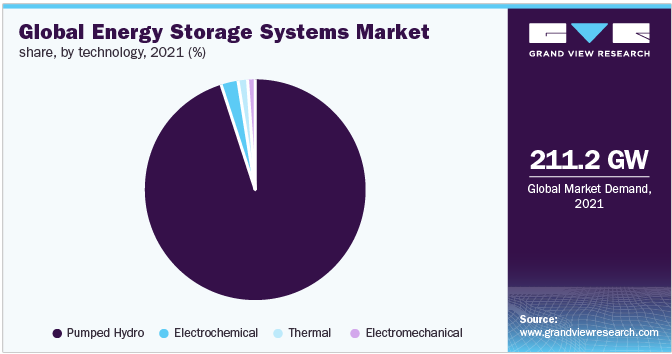 Global Energy Storage Systems Market
share, by technology, 2021 (%)
GRAND VIEW RESEARCH
211.2 GW
Global Market Demand,
2021
Pumped Hydro
Electrochemical
Thermal
Electromechanical
Source:
www.grandviewresearch.com